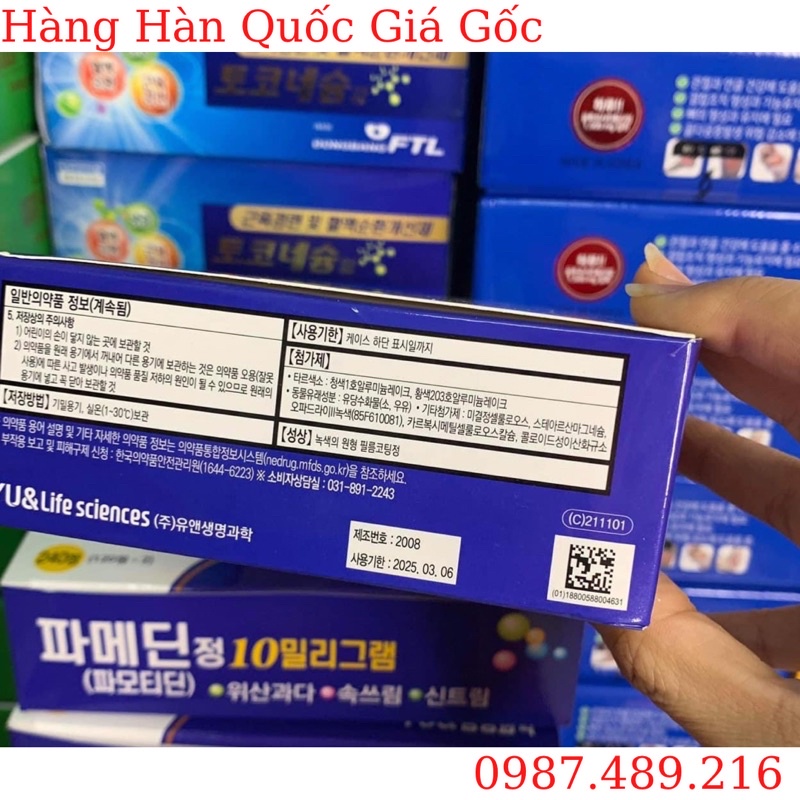 Hàng Hàn Quốc Giá Gốc
토코네슘
DONGBANG FTL
근육경련 및 혈액순환개선제
토코네슘
일반의약품 정보(계속됨)
5. 저장상의 주의사항
1) 어린이의 손이 닿지 않는 곳에 보관할 것
2) 의약품을 원래 용기에서 꺼내어 다른 용기에 보관하는 것은 의약품 오용(잘못
사용)에 따른 사고 발생이나 의약품 품질 저하의 원인이 될 수 있으므로 원래의
용기에 넣고 꼭 닫아 보관할 것
[저장방법] 기밀용기, 실온(1-30℃)보관
[사용기한] 케이스 하단 표시일까지
[첨가제]
• 타르색소 : 청색1호알루미늄레이크, 황색203호알루미늄레이크
• 동물유래성분 : 유당수화물(소, 우유) • 기타첨가제 : 미결정셀룰로오스, 스테아르산마그네슘,
오파드라이II녹색(85F610081), 카르복시메틸셀룰로오스칼슘, 콜로이드성이산화규소
[성상] 녹색의 원형 필름코팅정
의약품 용어 설명 및 기타 자세한 의약품 정보는 의약품통합정보시스템(nedrug.mfds.go.kr)을 참조하세요.
부작용 보고 및 피해구제 신청 : 한국의약품안전관리원(1644-6223) ※ 소비자상담실 : 031-891-2243
YU&Life sciences (주)유앤생명과학
제조번호 : 2008
사용기한 : 2025. 03. 06
(C)211101
(01)18800588004631
파메딘정 10밀리그램
(파모티딘) 위산과다 속쓰림 신트림
0987.489.216